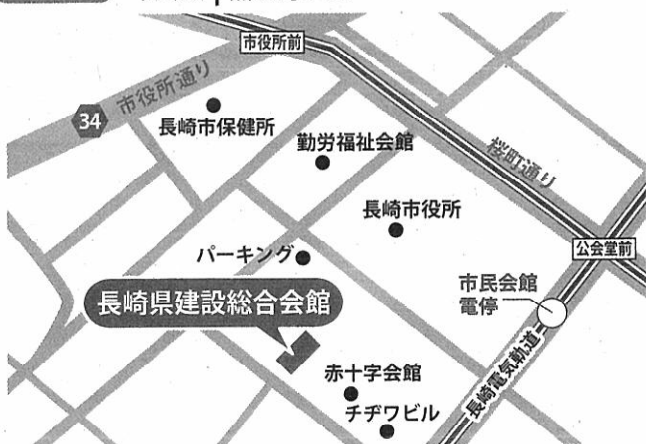 市役所前
市役所通り
34
長崎市保健所
勤労福祉会館
桜町通り
長崎市役所
公会堂前
パーキング
市民会館
電停
長崎県建設総合会館
長崎電気軌道
赤十字会館
チヂワビル